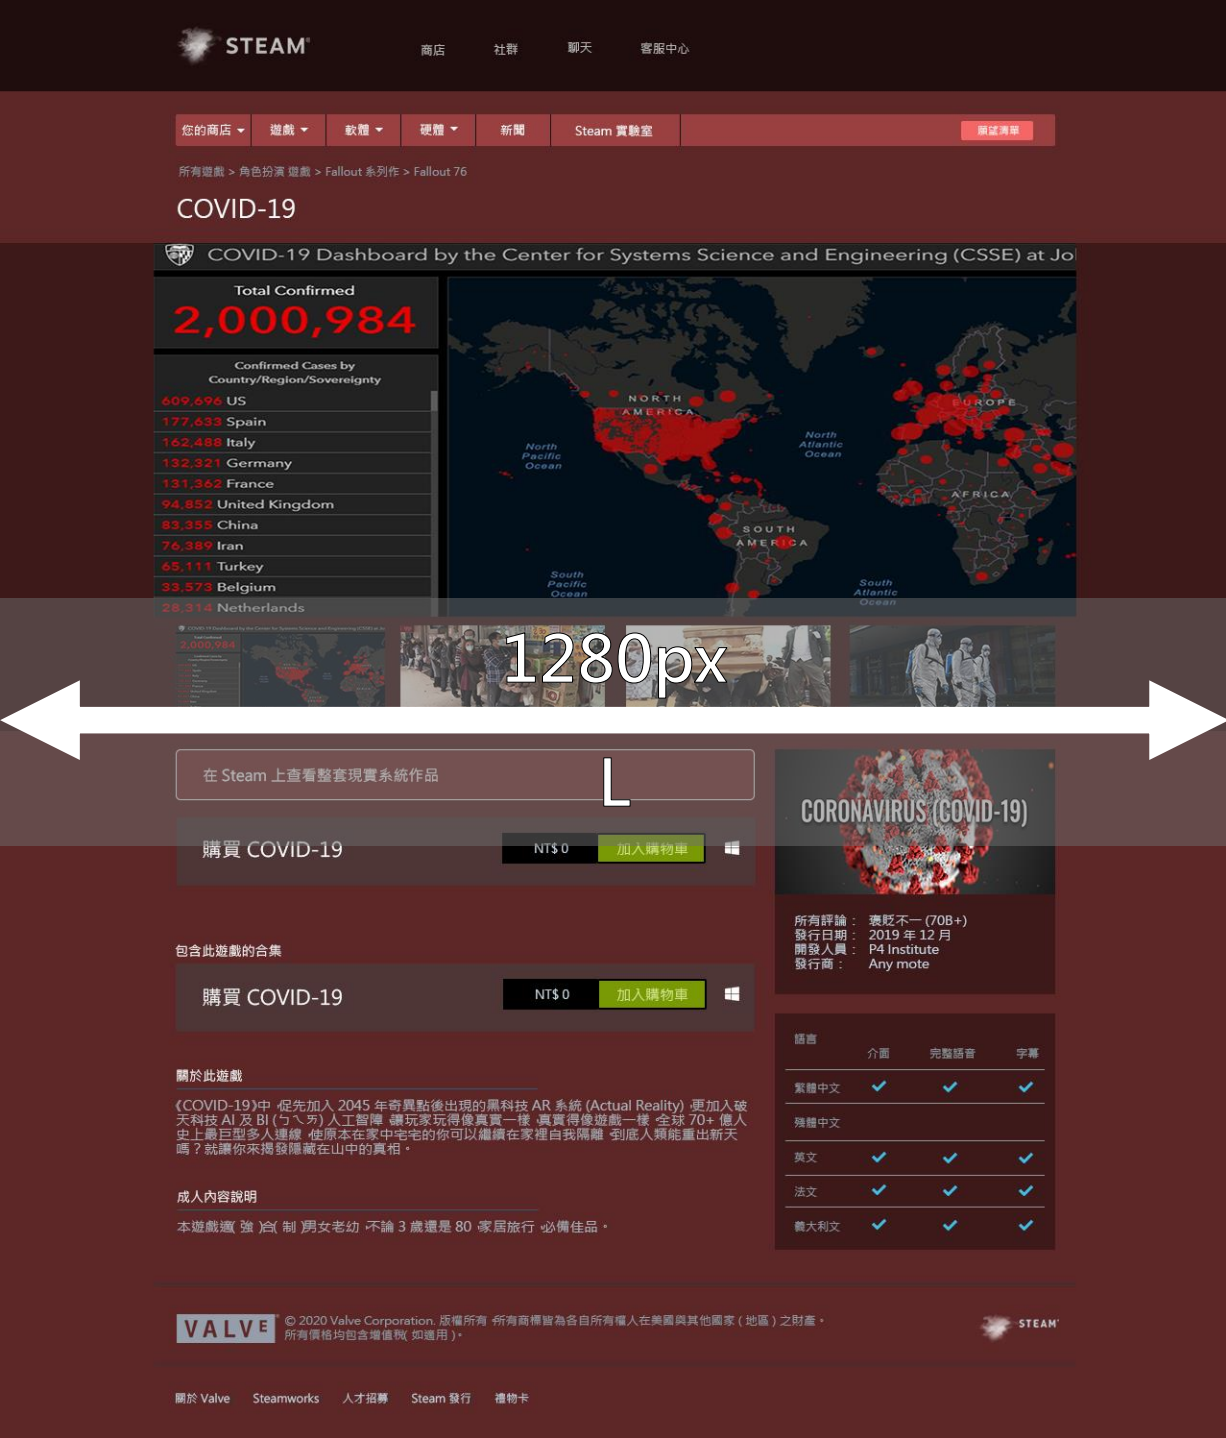 STEAM
商店 社群 聊天 客服中心
您的商店 遊戲 軟體 硬體 新聞 Steam 實驗室 願望清單
所有遊戲 > 角色扮演 遊戲 > Fallout 系列作 > Fallout 76
COVID-19
COVID-19 Dashboard by the Center for Systems Science and Engineering (CSSE) at Jo
Total Confirmed
2,000,984
Confirmed Cases by
Country/Region/Sovereignty
609,696 US
177,633 Spain
162,488 Italy
132,321 Germany
131,362 France
94,852 United Kingdom
83,355 China
76,389 Iran
65,111 Turkey
33,573 Belgium
28,314 Netherlands
NORTH
AMERICA
EUROPE
North
Pacific
Ocean
North
Atlantic
Ocean
AFRICA
SOUTH
AMERICA
South
Pacific
Ocean
South
Atlantic
Ocean
2,000,984
1280px
L
在 Steam 上查看整套現實系統作品
購買 COVID-19 NT$ 0 加入購物車
包含此遊戲的合集
購買 COVID-19 NT$ 0 加入購物車
關於此遊戲
《COVID-19》中，促先加入 2045 年奇異點後出現的黑科技 AR 系統 (Actual Reality)，更加入破
天科技 AI 及 BI (ㄅㄟㄞ) 人工智障，讓玩家玩得像真實一樣，真實得像遊戲一樣，全球 70+ 億人
史上最巨型多人連線，使原本在家中宅宅的你可以繼續在家裡自我隔離，到底人類能重出新天
嗎？就讓你來揭發隱藏在山中的真相。
成人內容說明
本遊戲適( 強 )合( 制 )男女老幼，不論 3 歲還是 80，家居旅行，必備佳品。
CORONAVIRUS (COVID-19)
所有評論： 褒貶不一 (70B+)
發行日期： 2019 年 12 月
開發人員： P4 Institute
發行商： Any mote
語言
介面 完整語音 字幕
繁體中文
殘體中文
英文
法文
義大利文
VALVE
© 2020 Valve Corporation. 版權所有，所有商標皆為各自所有權人在美國與其他國家 ( 地區 ) 之財產。
所有價格均包含增值稅( 如適用 )。
STEAM
關於 Valve Steamworks 人才招募 Steam 發行 禮物卡